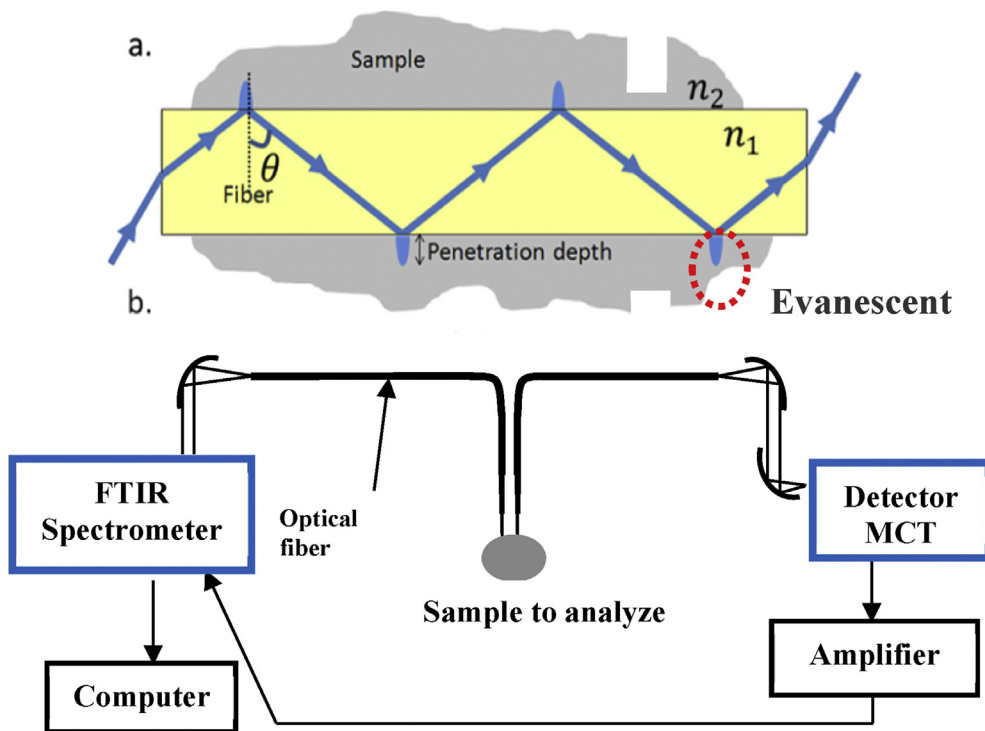 a.
Sample
n₂
n₁
θ
Fiber
Penetration depth
b.
Evanescent
FTIR
Spectrometer
Optical
fiber
Detector
MCT
Sample to analyze
Amplifier
Computer